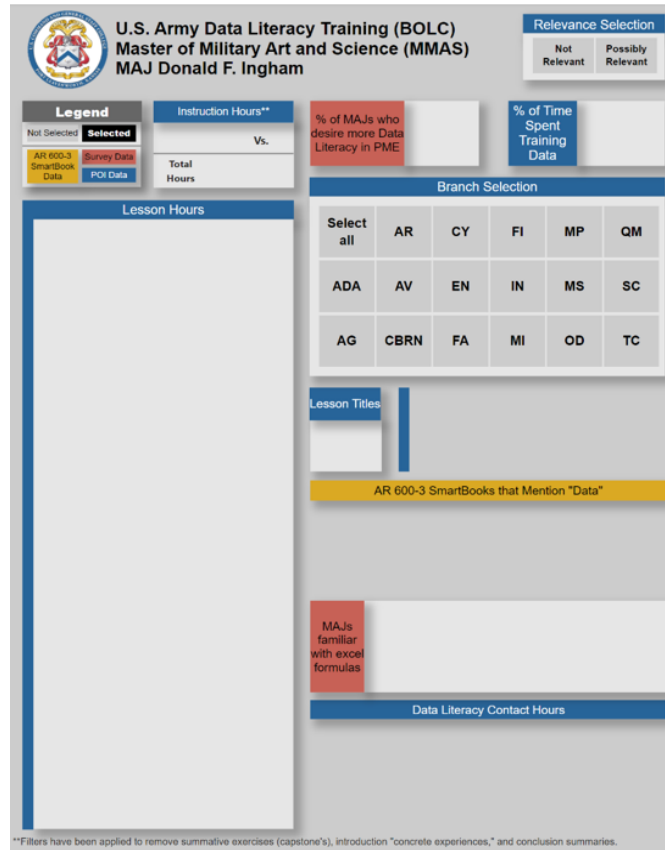 U.S. Army Data Literacy Training (BOLC)
Master of Military Art and Science (MMAS)
MAJ Donald F. Ingham
Relevance Selection
Not
Relevant
Possibly
Relevant
Legend
Not Selected
Selected
AR 600-3
SmartBook
Data
Survey Data
POI Data
Instruction Hours**
Vs.
Total
Hours
% of MAJs who
desire more Data
Literacy in PME
% of Time
Spent
Training
Data
Lesson Hours
Branch Selection
Select
all
AR
CY
FI
MP
QM
ADA
AV
EN
IN
MS
SC
AG
CBRN
FA
MI
OD
TC
Lesson Titles
AR 600-3 SmartBooks that Mention "Data"
MAJs
familiar
with excel
formulas
Data Literacy Contact Hours
**Filters have been applied to remove summative exercises (capstone's), introduction "concrete experiences," and conclusion summaries.